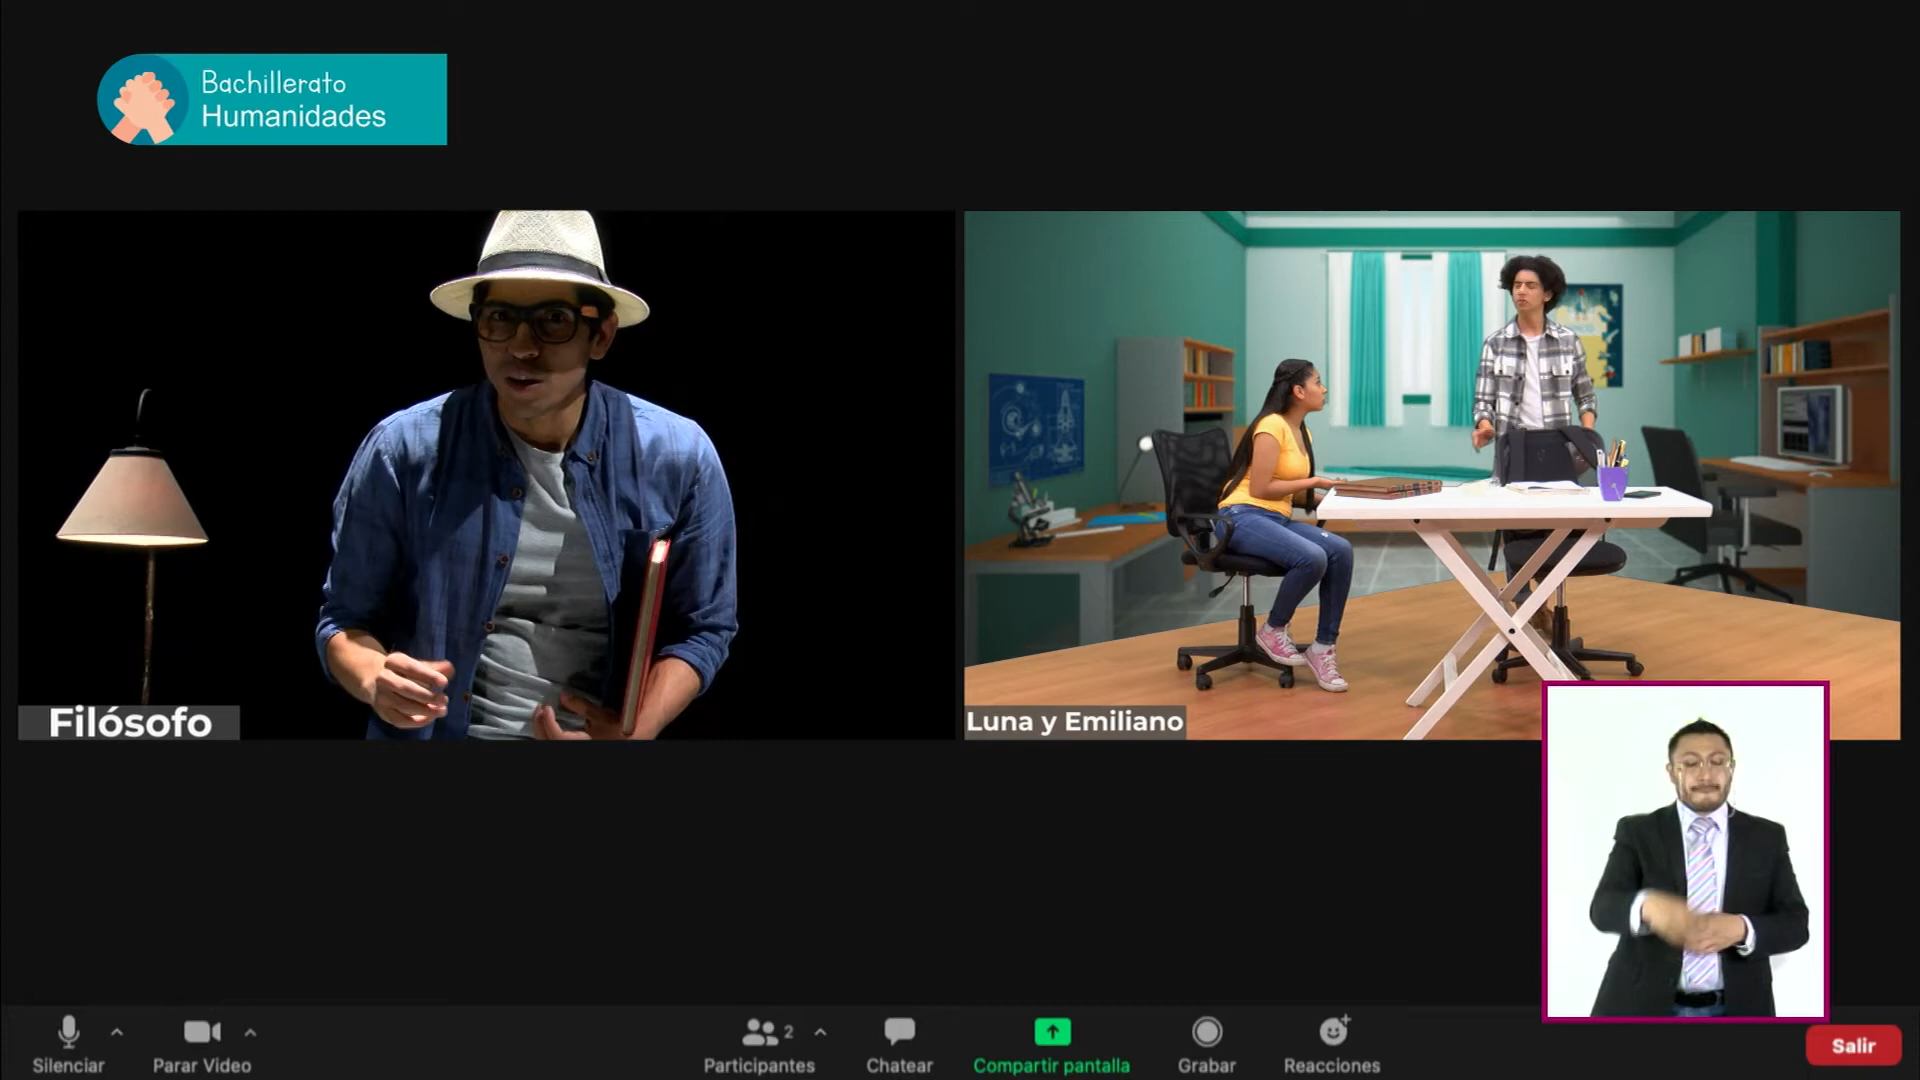 Bachillerato
Humanidades
Filósofo
Luna y Emiliano
Silenciar
Parar Video
2
Participantes
Chatear
Compartir pantalla
Grabar
Reacciones
Salir